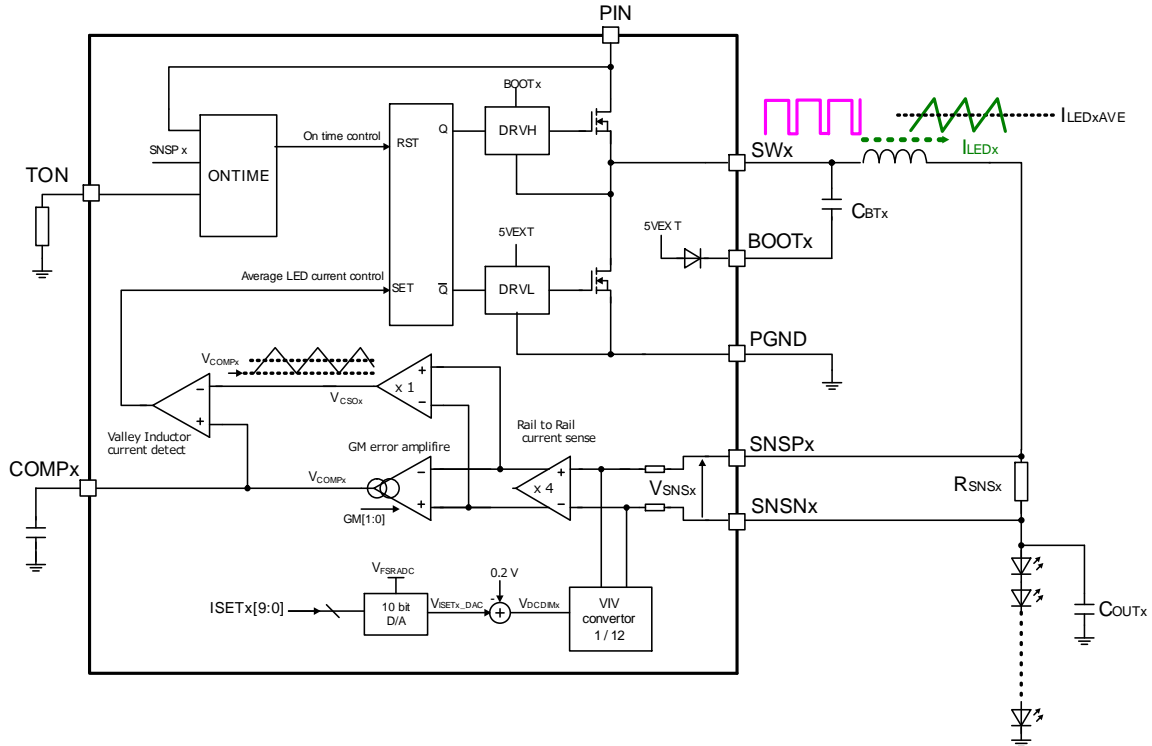 PIN
BOOTx
Q
DRVH
On time control
RST
SNSPx
ONTIME
TON
ILEDxAVE
ILEDx
SWx
CBTx
5VEXT
BOOTx
5VEXT
Average LED current control
SET
Q
DRVL
PGND
VCOMPx
+
x 1
−
VCSOx
−
+
Valley Inductor
current detect
Rail to Rail
current sense
GM error amplifire
SNSPx
COMPx
VCOMPx
−
+
GM[1:0]
+
x 4
−
VSNSx
RSNSx
SNSNx
VFSRADC
0.2 V
ISETx[9:0]
10 bit
D/A
VISETx_DAC
-
+
VDCDIMx
VIV
convertor
1 / 12
COUTx